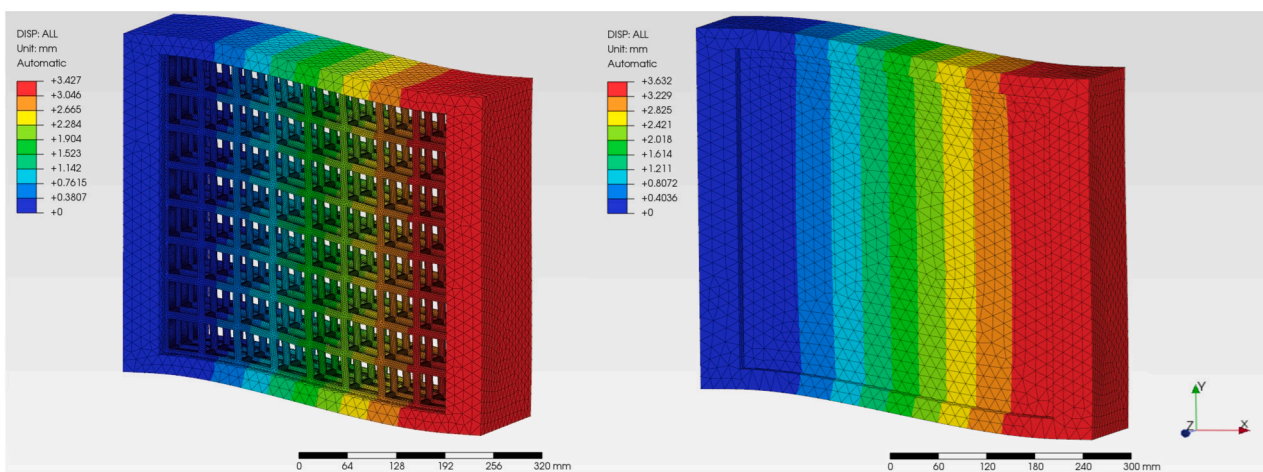 DISP: ALL
Unit: mm
Automatic
+3.427
+3.046
+2.665
+2.284
+1.904
+1.523
+1.142
+0.7615
+0.3807
+0
0 64 128 192 256 320 mm
DISP: ALL
Unit: mm
Automatic
+3.632
+3.229
+2.825
+2.421
+2.018
+1.614
+1.211
+0.8072
+0.4036
+0
0 60 120 180 240 300 mm
Y
Z
X